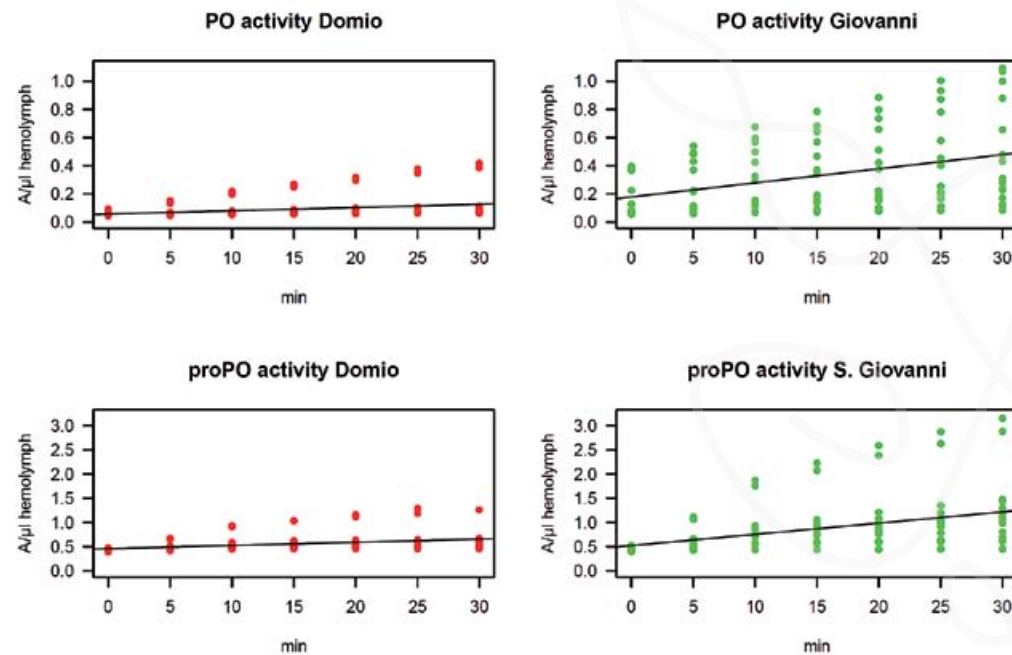 PO activity Domio
A/µl hemolymph
1.0
0.8
0.6
0.4
0.2
0.0
0 5 10 15 20 25 30
min
PO activity Giovanni
A/µl hemolymph
1.0
0.8
0.6
0.4
0.2
0.0
0 5 10 15 20 25 30
min
proPO activity Domio
A/µl hemolymph
3.0
2.5
2.0
1.5
1.0
0.5
0.0
0 5 10 15 20 25 30
min
proPO activity S. Giovanni
A/µl hemolymph
3.0
2.5
2.0
1.5
1.0
0.5
0.0
0 5 10 15 20 25 30
min